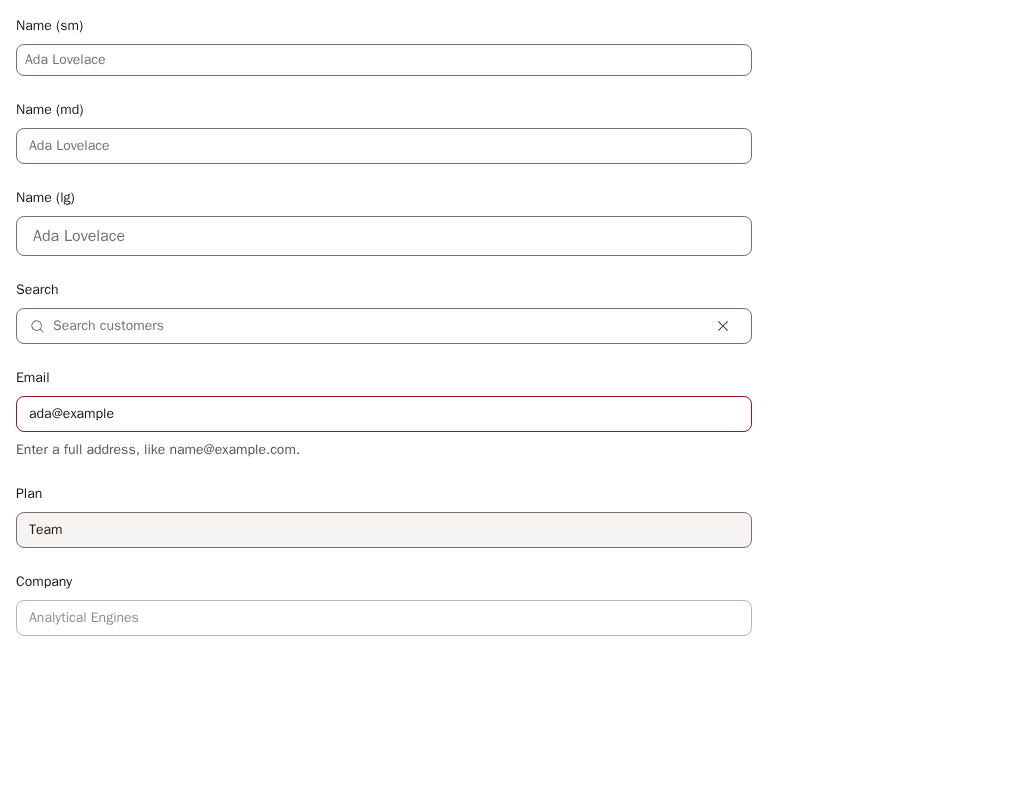 Name (sm)
Ada Lovelace
Name (md)
Ada Lovelace
Name (lg)
Ada Lovelace
Search
Search customers
Email
ada@example
Enter a full address, like name@example.com.
Plan
Team
Company
Analytical Engines